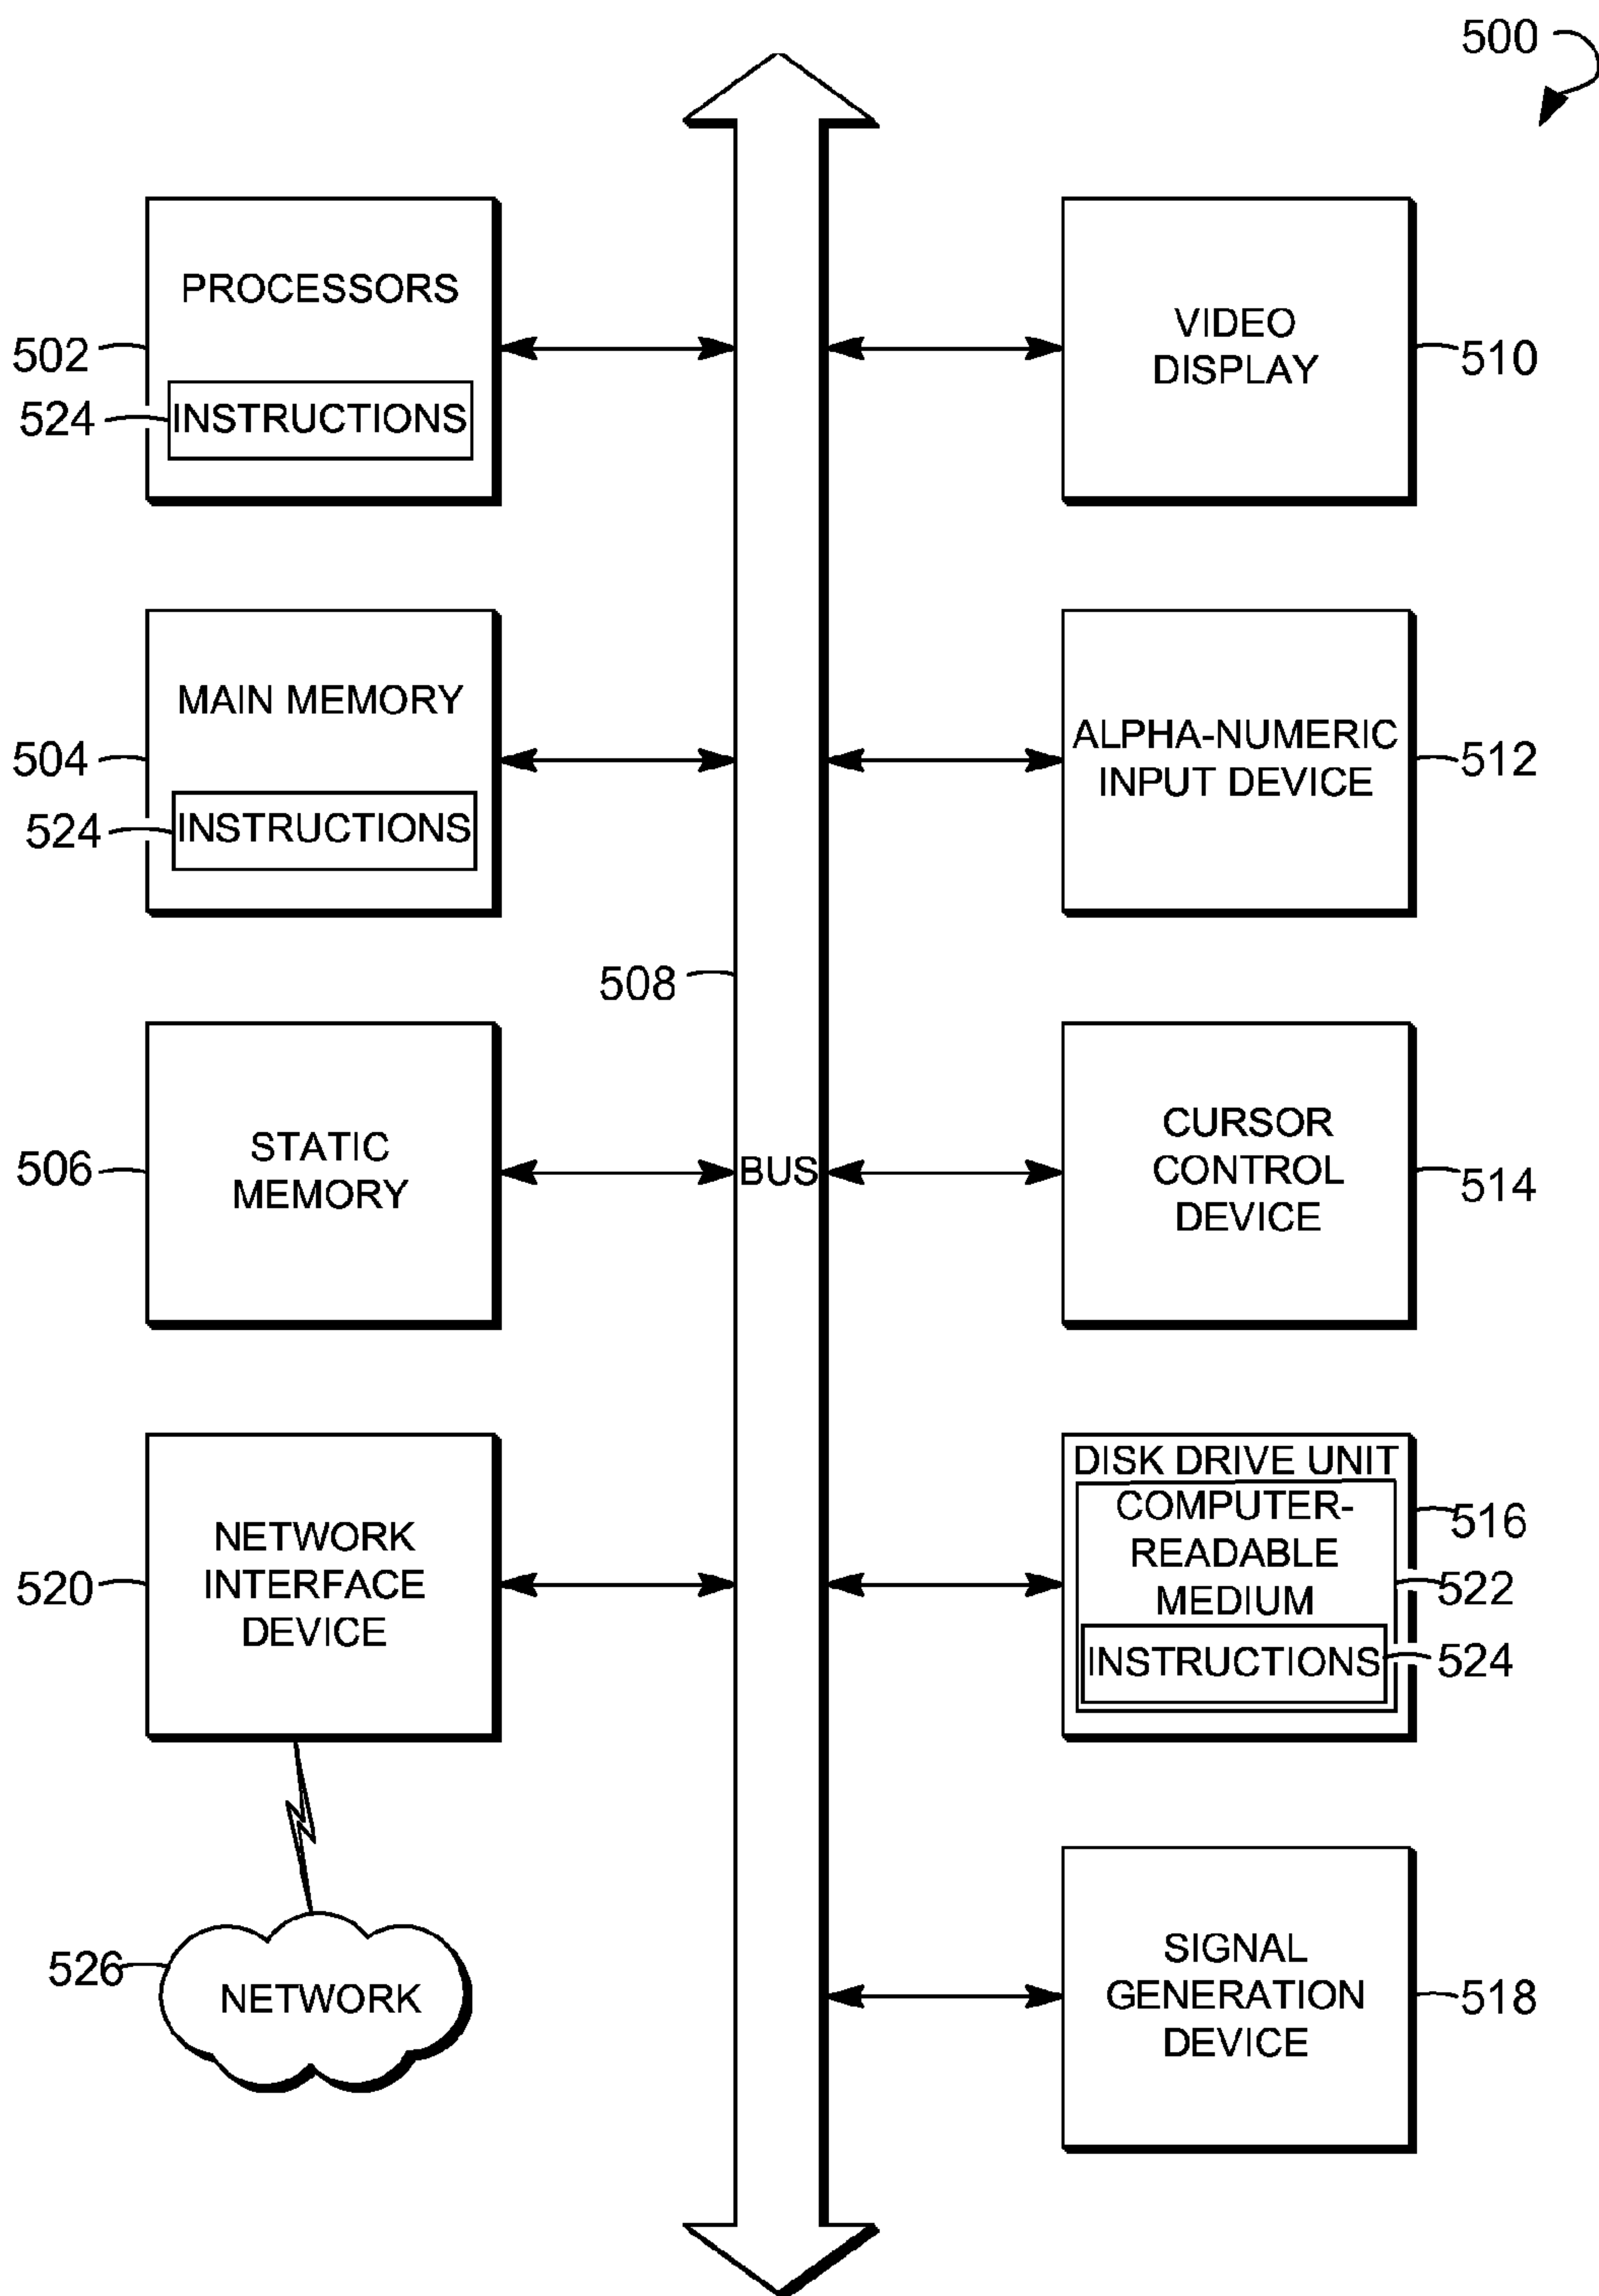 500
PROCESSORS
502
524
INSTRUCTIONS
VIDEO
DISPLAY
510
MAIN MEMORY
504
524
INSTRUCTIONS
ALPHA-NUMERIC
INPUT DEVICE
512
508
STATIC
MEMORY
506
BUS
CURSOR
CONTROL
DEVICE
514
NETWORK
INTERFACE
DEVICE
520
DISK DRIVE UNIT
COMPUTER-
READABLE
MEDIUM
INSTRUCTIONS
516
522
524
526
NETWORK
SIGNAL
GENERATION
DEVICE
518